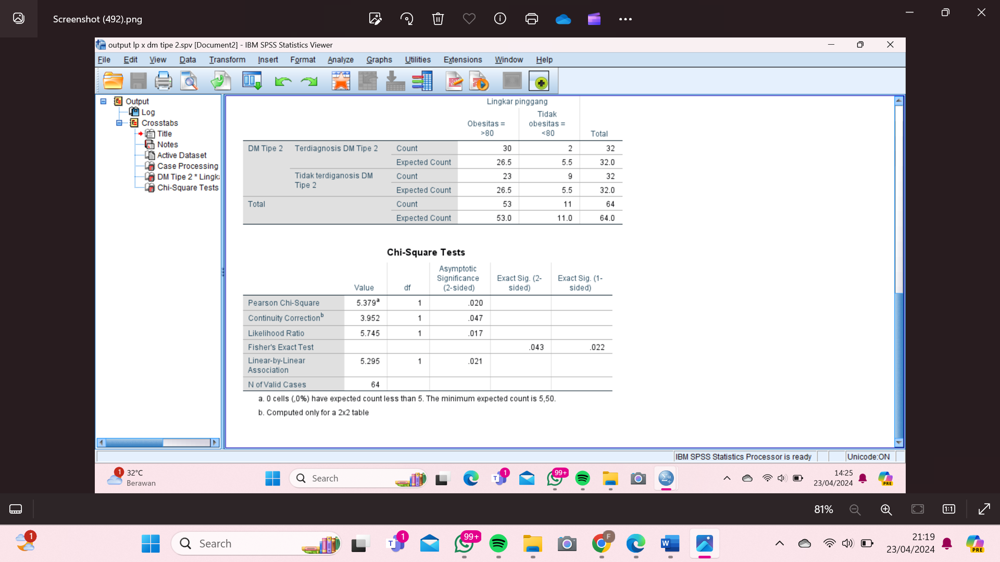 Screenshot (492).png
output lp x dm tipe 2.spv [Document2] - IBM SPSS Statistics Viewer
File Edit View Data Transform Insert Format Analyze Graphs Utilities Extensions Window Help
Output
Log
Crosstabs
Title
Notes
Active Dataset
Case Processing
DM Tipe 2 * Lingk
Chi-Square Tests
Lingkar pinggang
Obesitas = >80
Tidak obesitas = <80
Total
DM Tipe 2 Terdiagnosis DM Tipe 2 Count 30 2 32
Expected Count 26.5 5.5 32.0
Tidak terdiganosis DM Tipe 2 Count 23 9 32
Expected Count 26.5 5.5 32.0
Total Count 53 11 64
Expected Count 53.0 11.0 64.0
Chi-Square Tests
Value df Asymptotic Significance (2-sided) Exact Sig. (2-sided) Exact Sig. (1-sided)
Pearson Chi-Square 5.379a 1 .020
Continuity Correctionb 3.952 1 .047
Likelihood Ratio 5.745 1 .017
Fisher's Exact Test .043 .022
Linear-by-Linear Association 5.295 1 .021
N of Valid Cases 64
a. 0 cells (,0%) have expected count less than 5. The minimum expected count is 5,50.
b. Computed only for a 2x2 table
IBM SPSS Statistics Processor is ready Unicode:ON
1 32°C
Berawan
Search
1
99+
14:25
23/04/2024
PRE
81%
1:1
1
Search
1
99+
F
21:19
23/04/2024
PRE